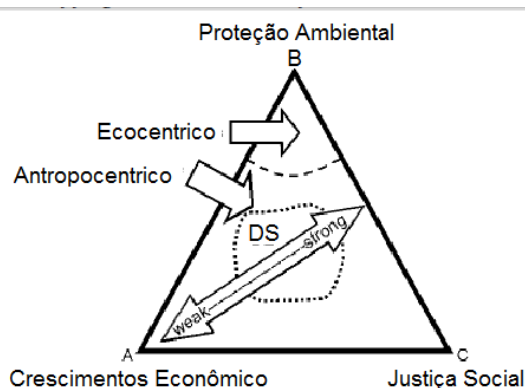 Proteção Ambiental
B
Ecocentrico
Antropocentrico
DS
strong
weak
A
C
Crescimentos Econômico
Justiça Social